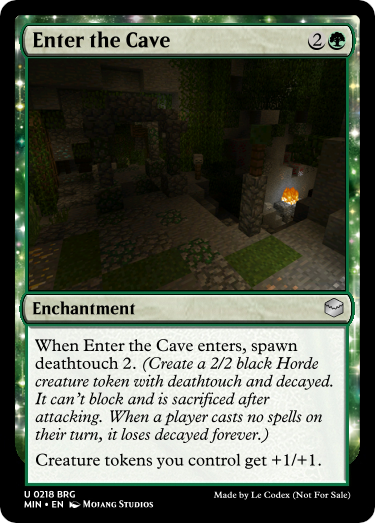 Enter the Cave 2
Enchantment
When Enter the Cave enters, spawn
deathtouch 2. (Create a 2/2 black Horde
creature token with deathtouch and decayed.
It can't block and is sacrificed after
attacking. When a player casts no spells on
their turn, it loses decayed forever.)
Creature tokens you control get +1/+1.
U 0218 BRG
MIN • EN Mojang Studios
Made by Le Codex (Not For Sale)